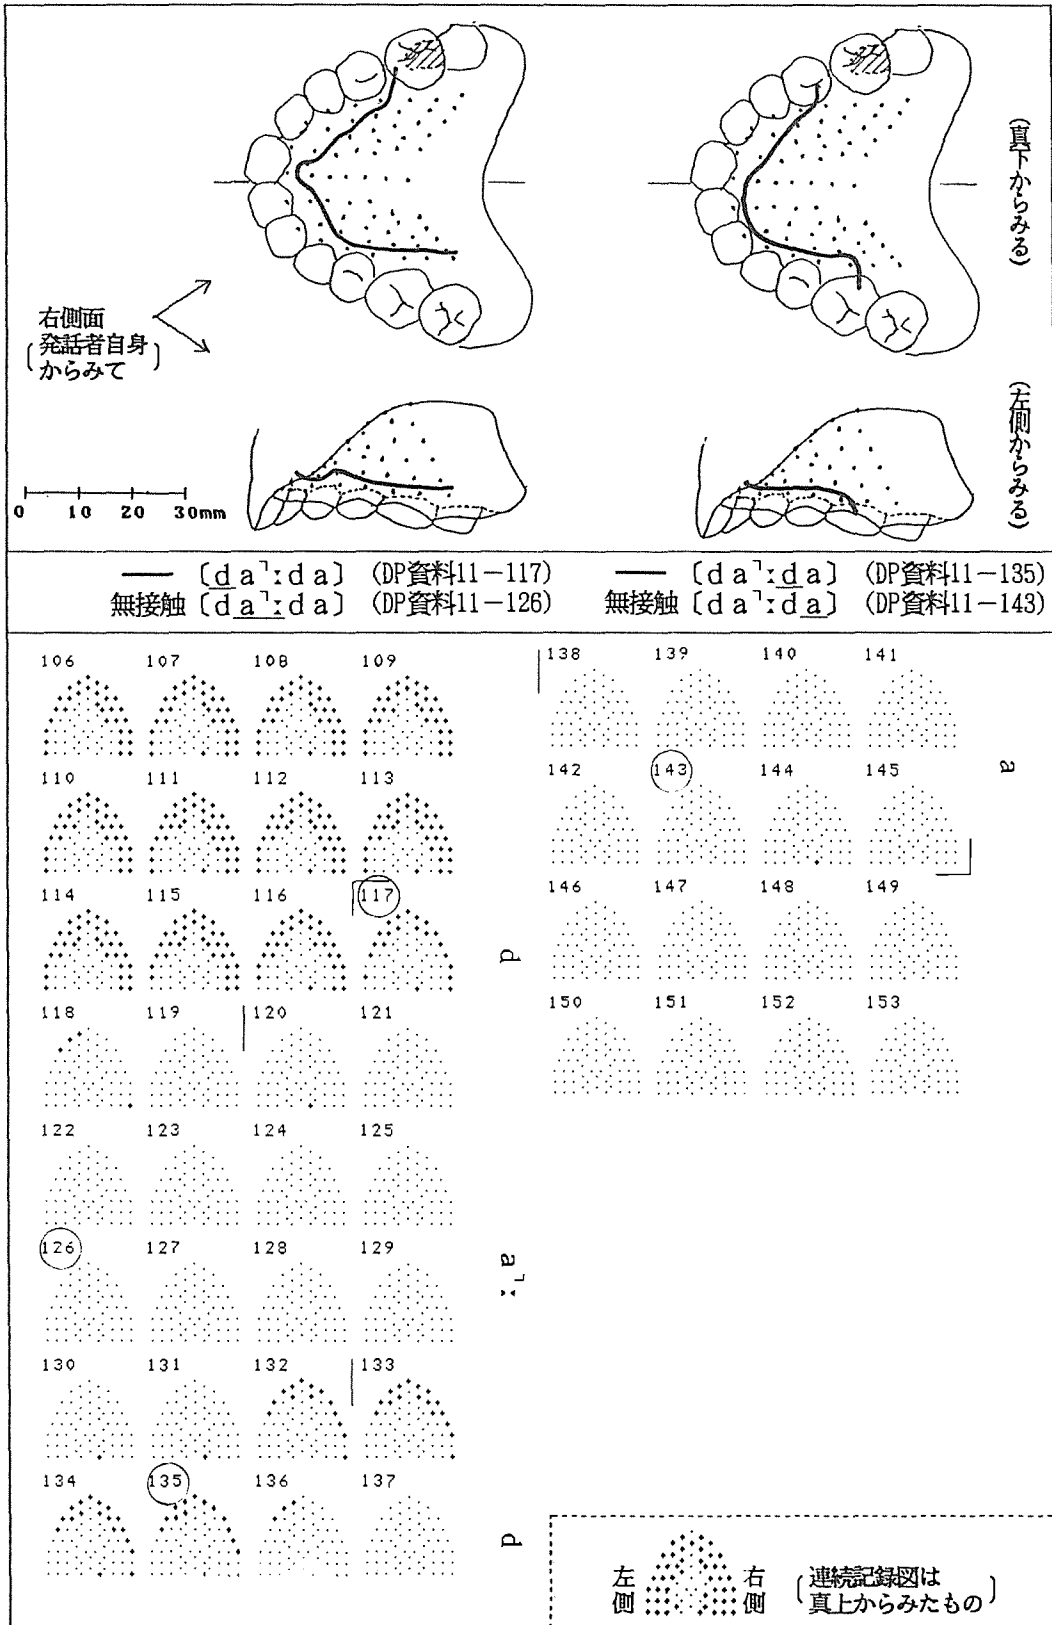 (真下からみる)
右側面
発話者自身
からみて
(左側からみる)
0 10 20 30mm
[da˥:da] (DP資料11-117)
無接触 [da˥:da] (DP資料11-126)
[da˥:da] (DP資料11-135)
無接触 [da˥:da] (DP資料11-143)
106 107 108 109
110 111 112 113
114 115 116 117
d
118 119 120 121
122 123 124 125
126 127 128 129
a˥:
130 131 132 133
134 135 136 137
d
138 139 140 141
a
142 143 144 145
146 147 148 149
150 151 152 153
左側
右側
[連続記録図は
真上からみたもの]